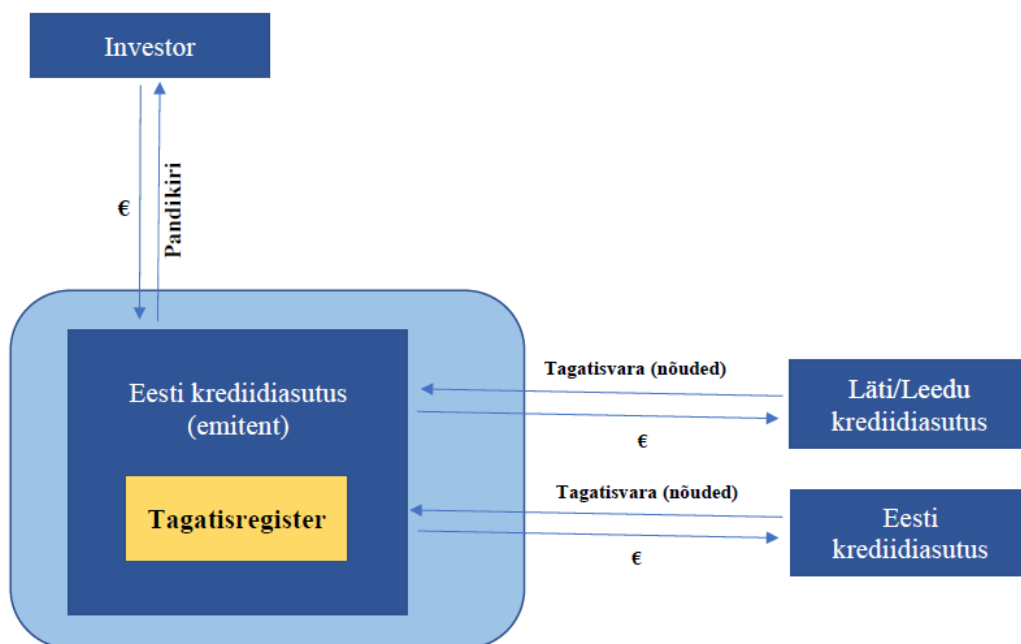 Investor
€
Pandikiri
Eesti krediidiasutus
(emitent)
Tagatisregister
Tagatisvara (nõuded)
€
Läti/Leedu
krediidiasutus
Tagatisvara (nõuded)
€
Eesti
krediidiasutus